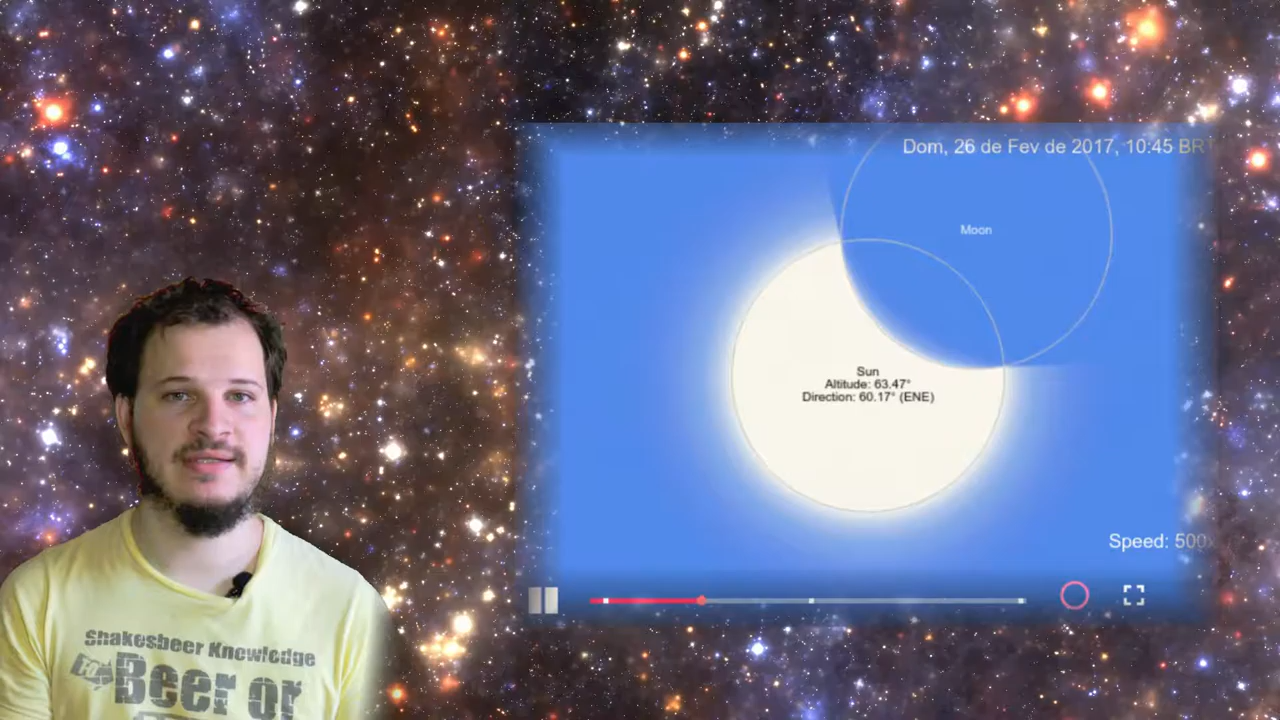 Dom, 26 de Fev de 2017, 10:45 BRT
Moon
Sun
Altitude: 63.47°
Direction: 60.17° (ENE)
Speed: 500x
Shakesbeer Knowledge
Beer or